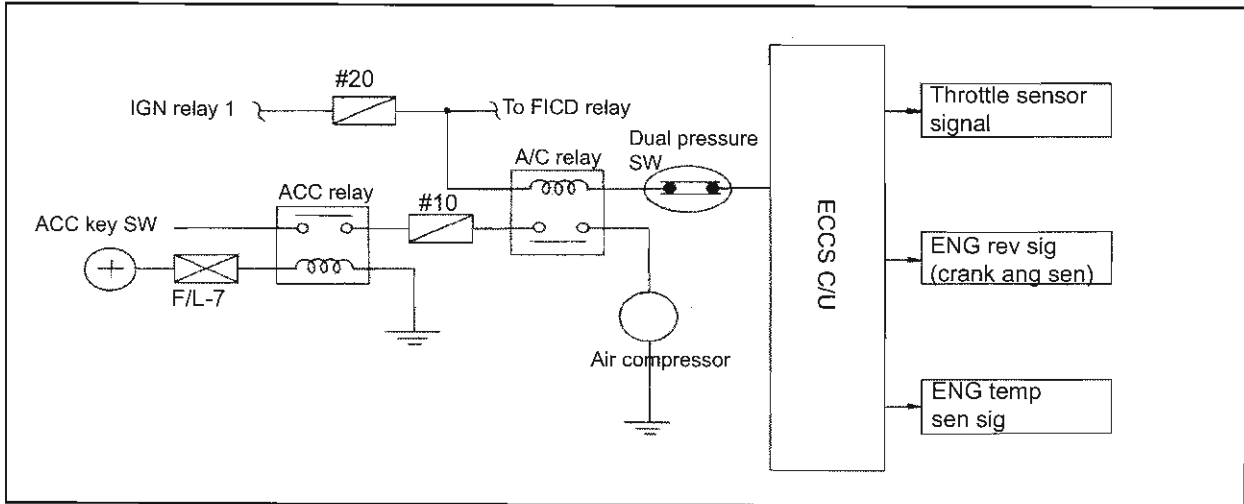 #20
IGN relay 1
To FICD relay
Dual pressure
SW
A/C relay
ACC relay
#10
ACC key SW
F/L-7
Air compressor
ECCS C/U
Throttle sensor
signal
ENG rev sig
(crank ang sen)
ENG temp
sen sig